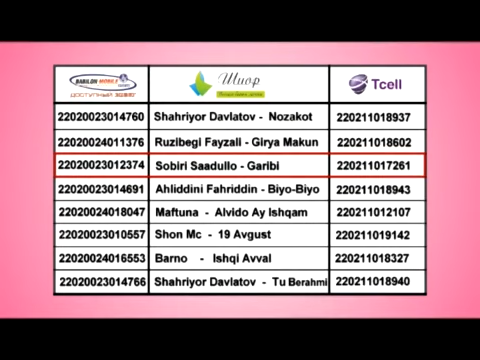 BABILON MOBILE
ДОСТУПНЫЙ ЭШВОГ
Шиор
Tcell
22020023014760 Shahriyor Davlatov - Nozakot 220211018937
22020024011376 Ruzibegi Fayzali - Girya Makun 220211018602
22020023012374 Sobiri Saadullo - Garibi 220211017261
22020023014691 Ahliddini Fahriddin - Biyo-Biyo 220211018943
22020024018047 Maftuna - Alvido Ay Ishqam 220211012107
22020023010557 Shon Mc - 19 Avgust 220211019142
22020024016553 Barno - Ishqi Avval 220211018327
22020023014766 Shahriyor Davlatov - Tu Berahmi 220211018940